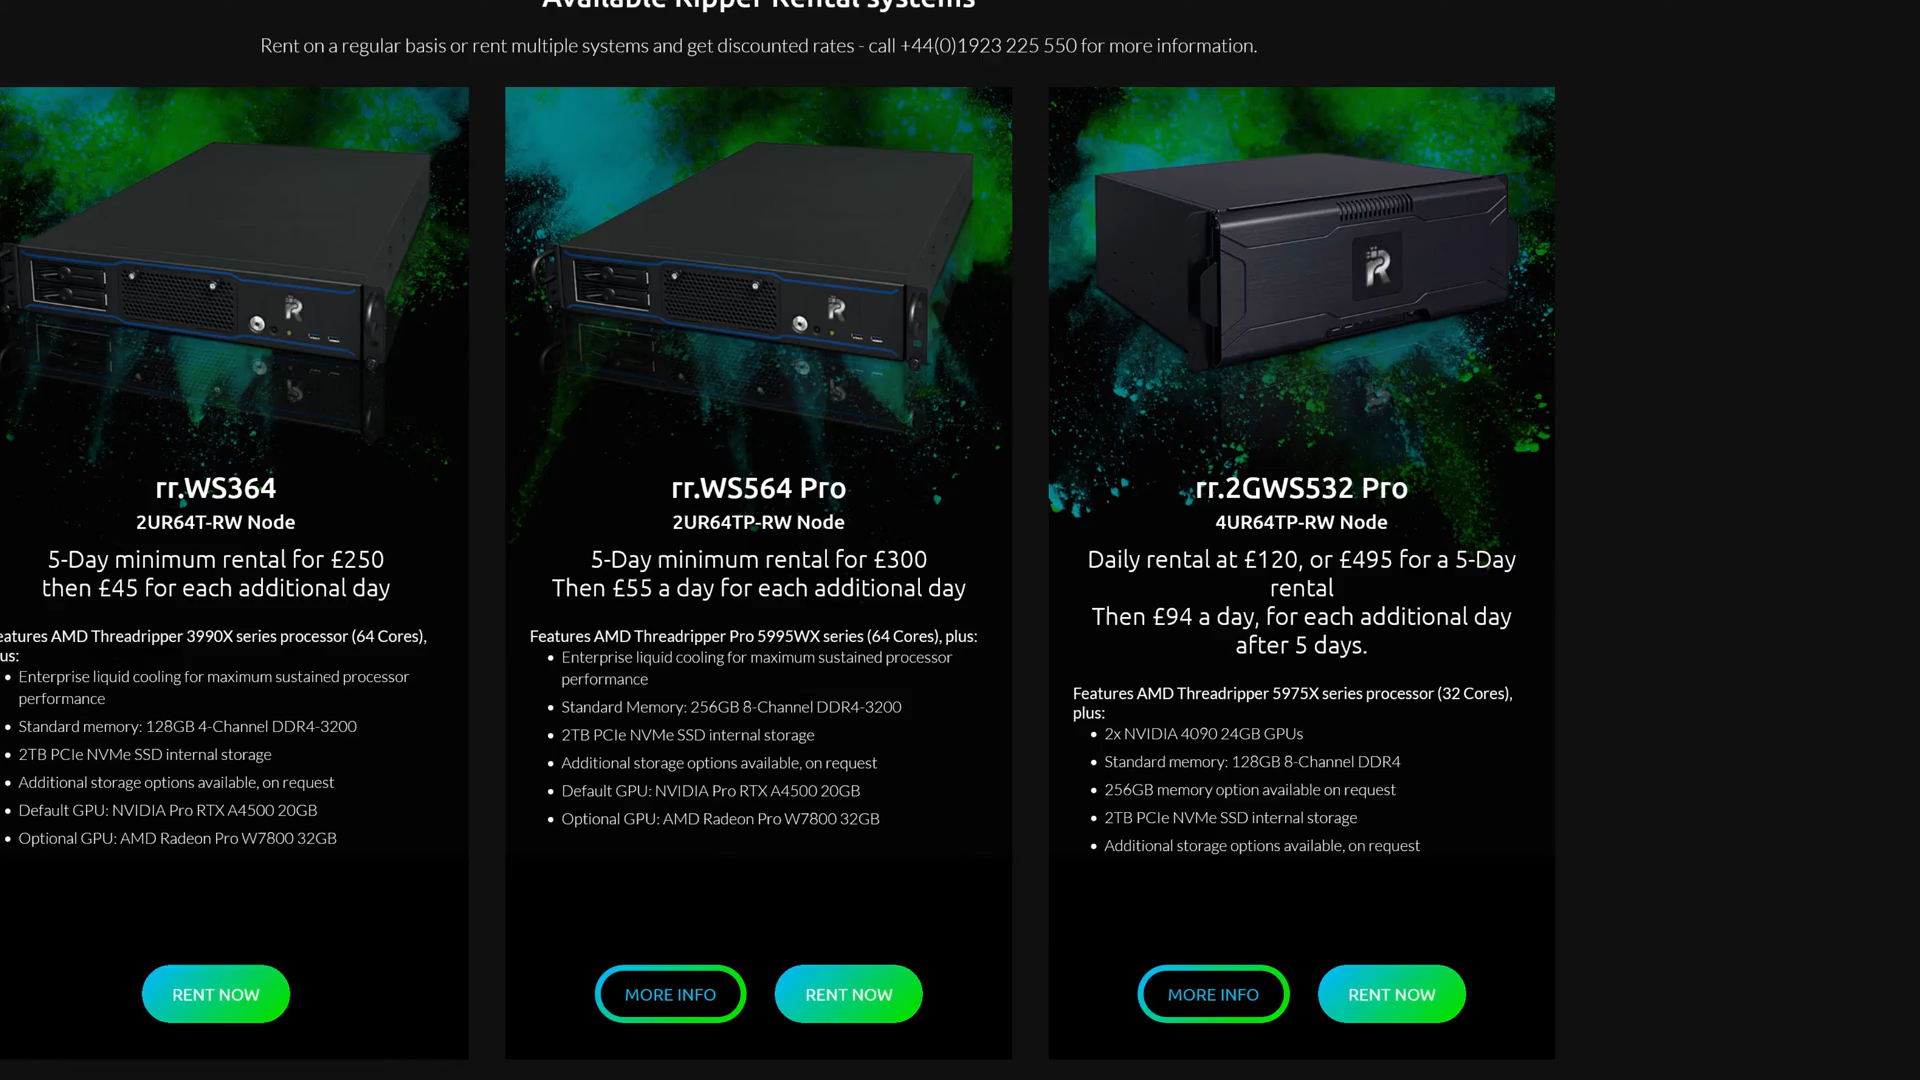 Available Ripper Rental systems
Rent on a regular basis or rent multiple systems and get discounted rates - call +44(0)1923 225 550 for more information.
rr.WS364
2UR64T-RW Node
5-Day minimum rental for £250
then £45 for each additional day
eatures AMD Threadripper 3990X series processor (64 Cores),
us:
• Enterprise liquid cooling for maximum sustained processor
performance
• Standard memory: 128GB 4-Channel DDR4-3200
• 2TB PCIe NVMe SSD internal storage
• Additional storage options available, on request
• Default GPU: NVIDIA Pro RTX A4500 20GB
• Optional GPU: AMD Radeon Pro W7800 32GB
RENT NOW
rr.WS564 Pro
2UR64TP-RW Node
5-Day minimum rental for £300
Then £55 a day for each additional day
Features AMD Threadripper Pro 5995WX series (64 Cores), plus:
• Enterprise liquid cooling for maximum sustained processor
performance
• Standard Memory: 256GB 8-Channel DDR4-3200
• 2TB PCIe NVMe SSD internal storage
• Additional storage options available, on request
• Default GPU: NVIDIA Pro RTX A4500 20GB
• Optional GPU: AMD Radeon Pro W7800 32GB
MORE INFO
RENT NOW
R
rr.2GWS532 Pro
4UR64TP-RW Node
Daily rental at £120, or £495 for a 5-Day
rental
Then £94 a day, for each additional day
after 5 days.
Features AMD Threadripper 5975X series processor (32 Cores),
plus:
• 2x NVIDIA 4090 24GB GPUs
• Standard memory: 128GB 8-Channel DDR4
• 256GB memory option available on request
• 2TB PCIe NVMe SSD internal storage
• Additional storage options available, on request
MORE INFO
RENT NOW